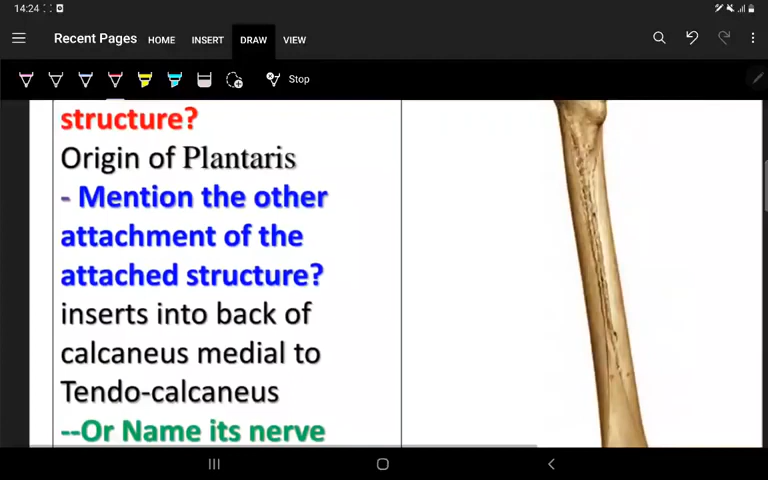 14:24
Recent Pages HOME INSERT DRAW VIEW
Stop
structure?
Origin of Plantaris
- Mention the other
attachment of the
attached structure?
inserts into back of
calcaneus medial to
Tendo-calcaneus
--Or Name its nerve